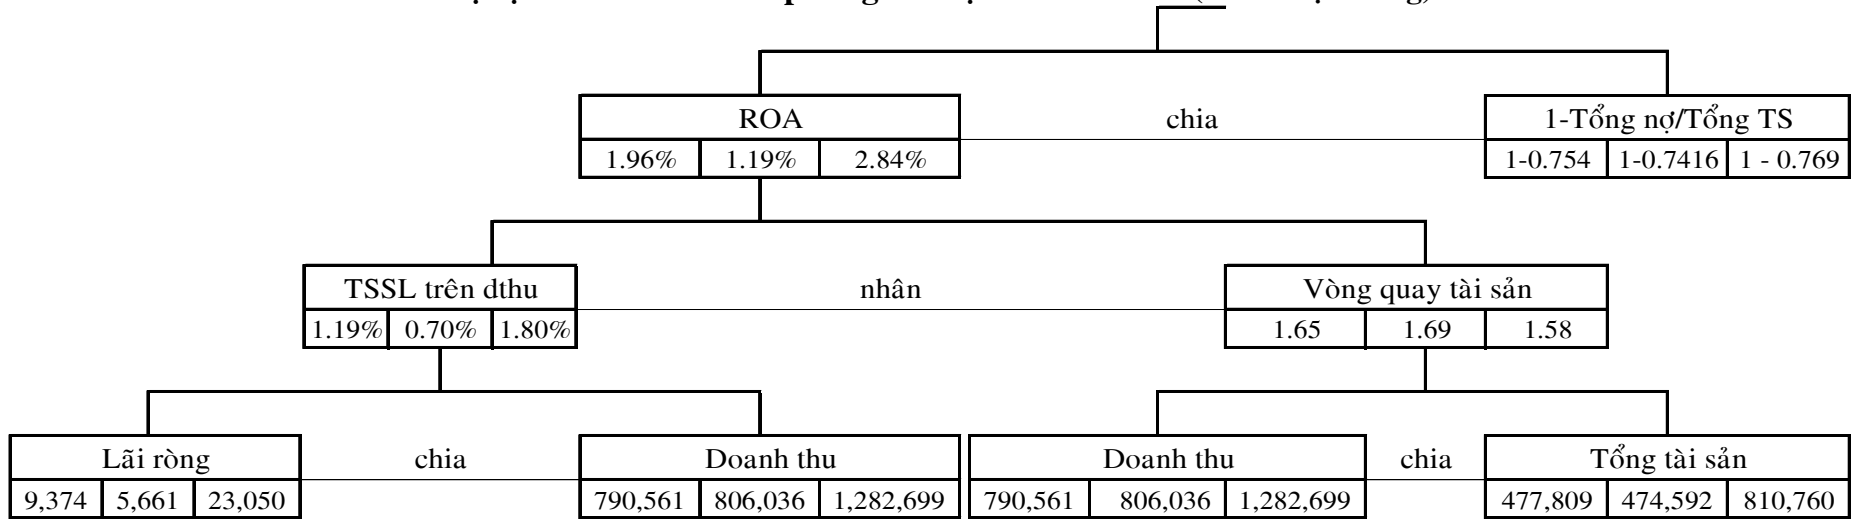 ROA chia 1-Tổng nợ/Tổng TS
1.96% 1.19% 2.84% 1-0.754 1-0.7416 1 - 0.769
TSSL trên dthu nhân Vòng quay tài sản
1.19% 0.70% 1.80% 1.65 1.69 1.58
Lãi ròng chia Doanh thu Doanh thu chia Tổng tài sản
9,374 5,661 23,050 790,561 806,036 1,282,699 790,561 806,036 1,282,699 477,809 474,592 810,760